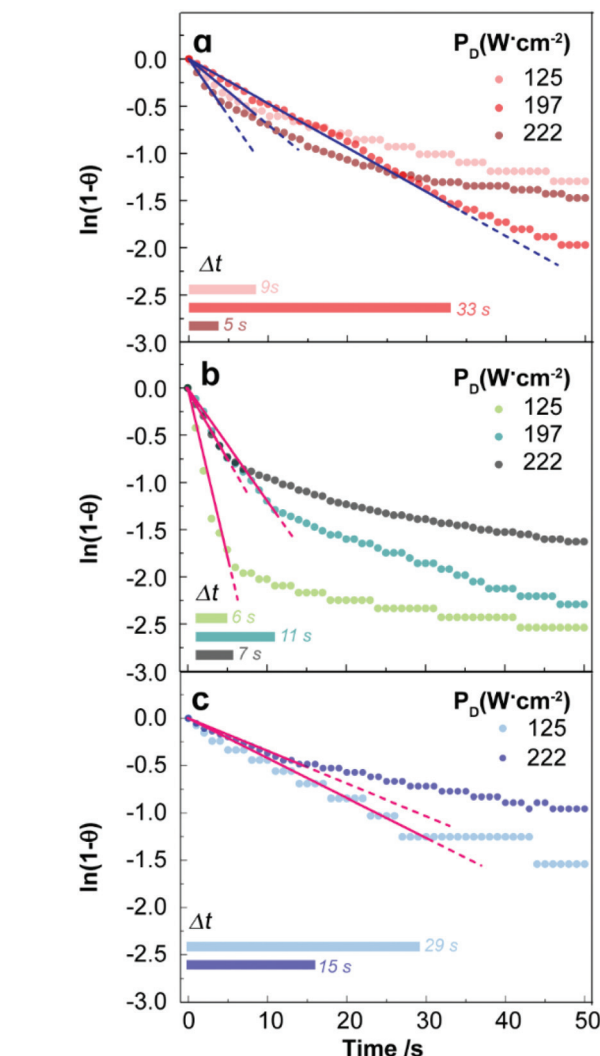 a
P_D(W·cm⁻²)
125
197
222
ln(1-θ)
0.0
-0.5
-1.0
-1.5
-2.0
-2.5
-3.0
Δt
9s
33 s
5 s
b
P_D(W·cm⁻²)
125
197
222
ln(1-θ)
0.0
-0.5
-1.0
-1.5
-2.0
-2.5
-3.0
Δt
6 s
11 s
7 s
c
P_D(W·cm⁻²)
125
222
ln(1-θ)
0.0
-0.5
-1.0
-1.5
-2.0
-2.5
-3.0
Δt
29 s
15 s
0 10 20 30 40 50
Time /s